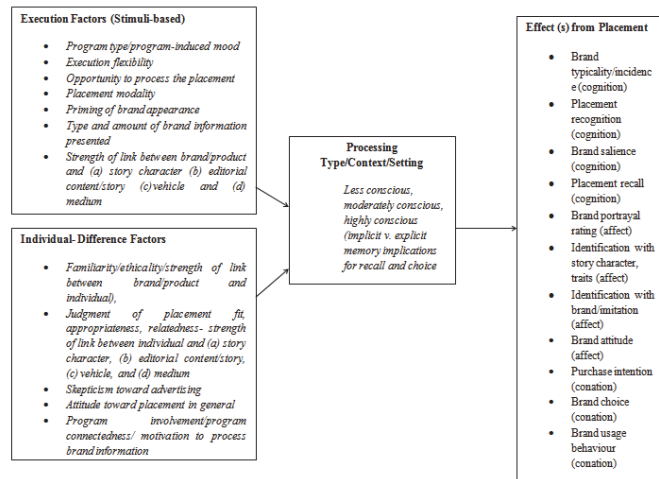 Execution Factors (Stimuli-based)
• Program type/program-induced mood
• Execution flexibility
• Opportunity to process the placement
• Placement modality
• Priming of brand appearance
• Type and amount of brand information
presented
• Strength of link between brand/product
and (a) story character (b) editorial
content/story (c)vehicle and (d)
medium
Individual- Difference Factors
• Familiarity/ethicality/strength of link
between brand/product and
individual),
• Judgment of placement fit,
appropriateness, relatedness- strength
of link between individual and (a) story
character, (b) editorial content/story,
(c) vehicle, and (d) medium
• Skepticism toward advertising
• Attitude toward placement in general
• Program involvement/program
connectedness/ motivation to process
brand information
Processing
Type/Context/Setting
Less conscious,
moderately conscious,
highly conscious
(implicit v. explicit
memory implications
for recall and choice
Effect (s) from Placement
• Brand
typicality/incidenc
e (cognition)
• Placement
recognition
(cognition)
• Brand salience
(cognition)
• Placement recall
(cognition)
• Brand portrayal
rating (affect)
• Identification with
story character,
traits (affect)
• Identification with
brand/imitation
(affect)
• Brand attitude
(affect)
• Purchase intention
(conation)
• Brand choice
(conation)
• Brand usage
behaviour
(conation)